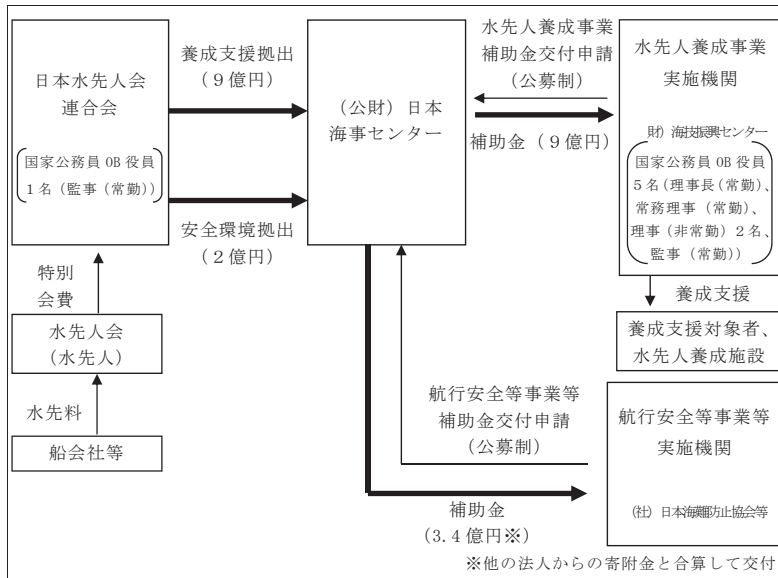 日本水先人会
連合会
国家公務員 OB 役員
1 名（監事（常勤））
養成支援拠出
（９億円）
安全環境拠出
（２億円）
特別
会費
水先人会
（水先人）
水先料
船会社等
（公財）日本
海事センター
水先人養成事業
補助金交付申請
（公募制）
補助金（９億円）
水先人養成事業
実施機関
財）海技振興センター
国家公務員 OB 役員
5 名（理事長（常勤）、
常務理事（常勤）、
理事（非常勤）２名、
監事（常勤））
養成支援
養成支援対象者、
水先人養成施設
航行安全等事業等
補助金交付申請
（公募制）
補助金
（3.4 億円※）
航行安全等事業等
実施機関
（社）日本海難防止協会等
※他の法人からの寄附金と合算して交付